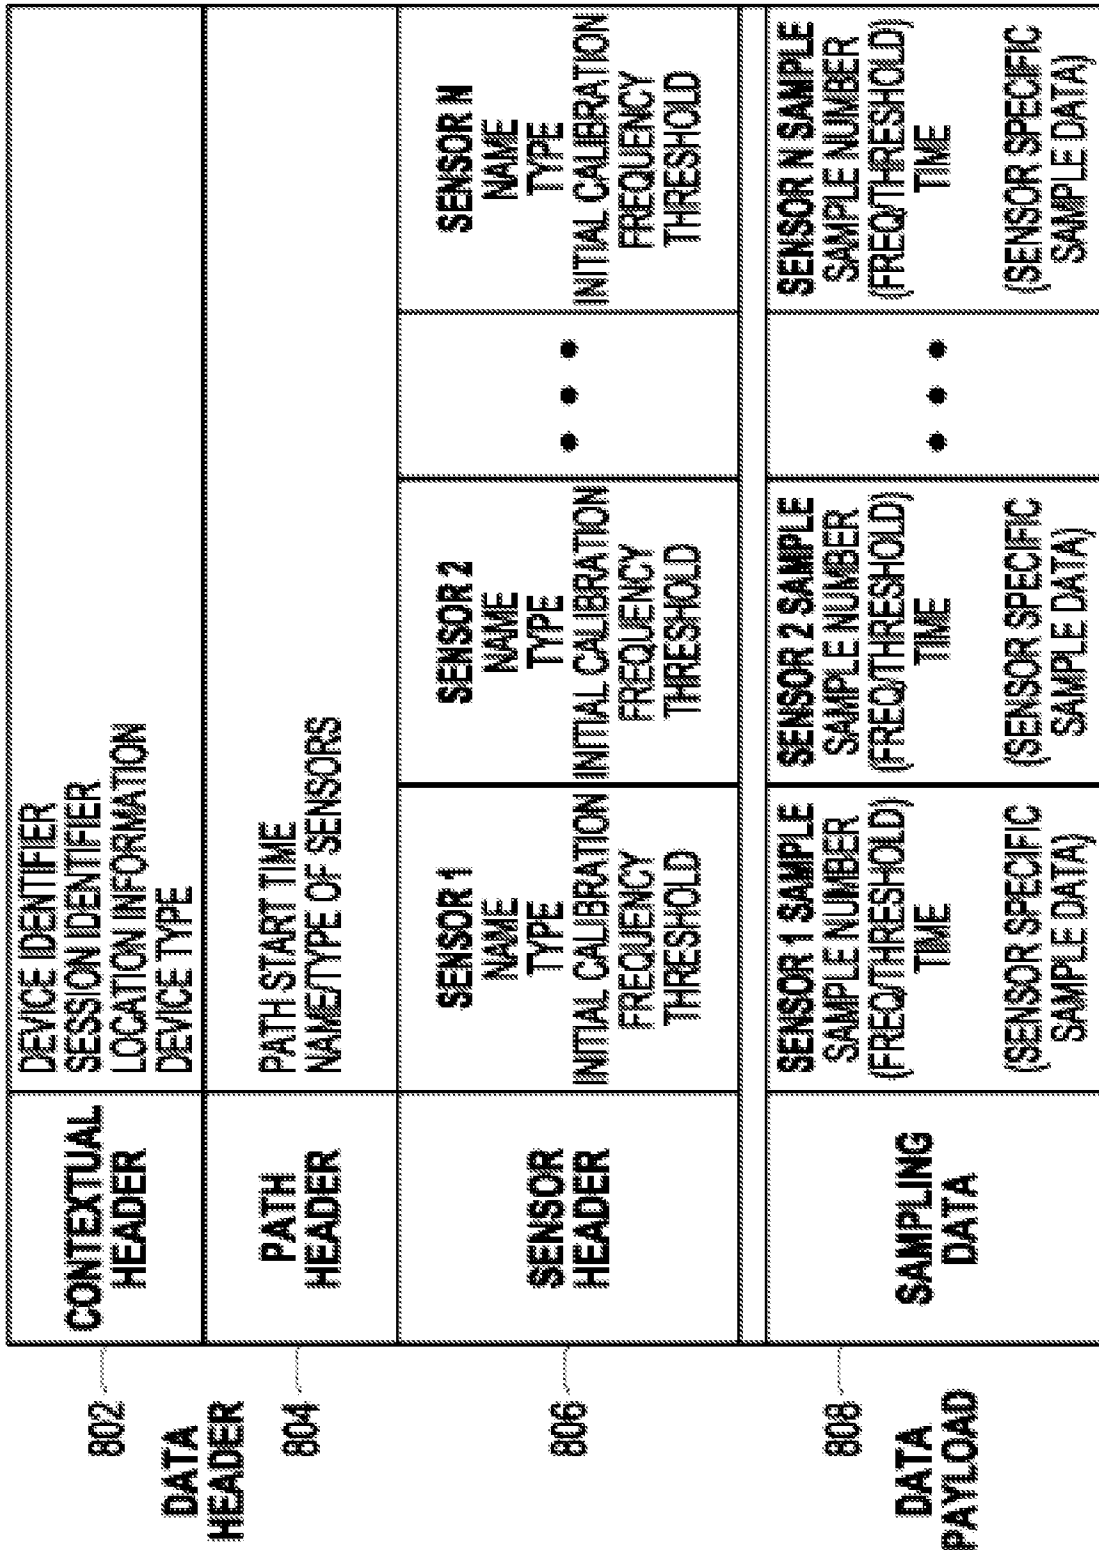 802
DATA
HEADER
CONTEXTUAL
HEADER
DEVICE IDENTIFIER
SESSION IDENTIFIER
LOCATION INFORMATION
DEVICE TYPE
804
PATH
HEADER
PATH START TIME
NAME/TYPE OF SENSORS
806
SENSOR
HEADER
SENSOR 1
NAME
TYPE
INITIAL CALIBRATION
FREQUENCY
THRESHOLD
SENSOR 2
NAME
TYPE
INITIAL CALIBRATION
FREQUENCY
THRESHOLD
• • •
SENSOR N
NAME
TYPE
INITIAL CALIBRATION
FREQUENCY
THRESHOLD
808
DATA
PAYLOAD
SAMPLING
DATA
SENSOR 1 SAMPLE
SAMPLE NUMBER
(FREQ/THRESHOLD)
TIME
(SENSOR SPECIFIC
SAMPLE DATA)
SENSOR 2 SAMPLE
SAMPLE NUMBER
(FREQ/THRESHOLD)
TIME
(SENSOR SPECIFIC
SAMPLE DATA)
• • •
SENSOR N SAMPLE
SAMPLE NUMBER
(FREQ/THRESHOLD)
TIME
(SENSOR SPECIFIC
SAMPLE DATA)